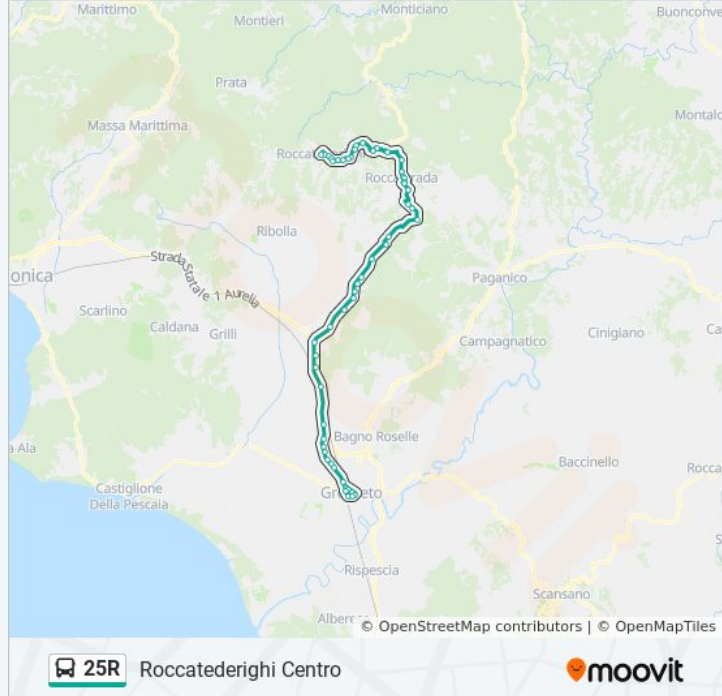 Marittimo
Montieri
Monticiano
Buonconve
Prata
Massa Marittima
Montalc
Rocca
Roccastrada
Ribolla
onica
Strada Statale 1 Aurelia
Paganico
Scarlino
Caldana
Grilli
Campagnatico
Cinigiano
Ca
a Ala
Bagno Roselle
Baccinello
Rocca
Castiglione
Della Pescaia
Grosseto
S
Rispescia
Scansano
Albere
© OpenStreetMap contributors | © OpenMapTiles
25R Roccatederighi Centro
moovit